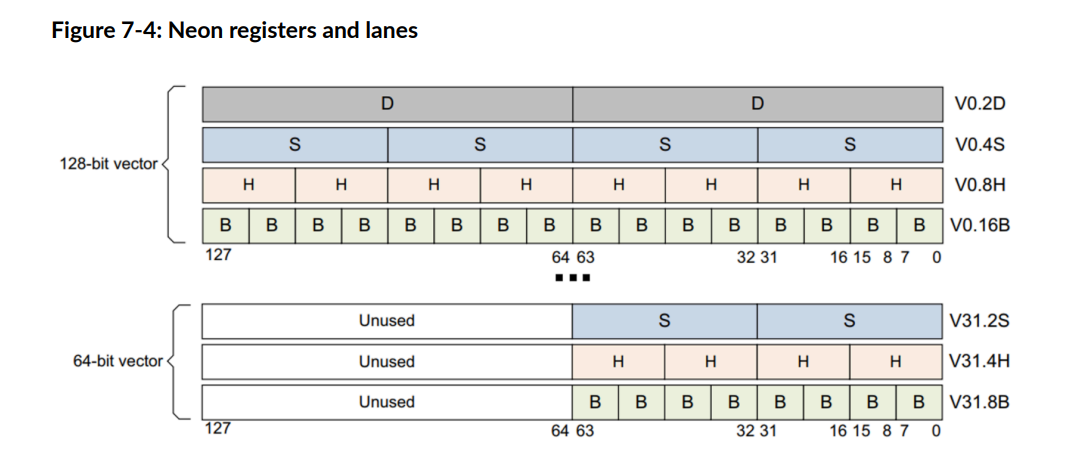 Figure 7-4: Neon registers and lanes
D D V0.2D
S S S S V0.4S
128-bit vector
H H H H H H H H V0.8H
B B B B B B B B B B B B B B B B V0.16B
127 64 63 32 31 16 15 8 7 0
...
Unused S S V31.2S
64-bit vector Unused H H H H V31.4H
Unused B B B B B B B B V31.8B
127 64 63 32 31 16 15 8 7 0